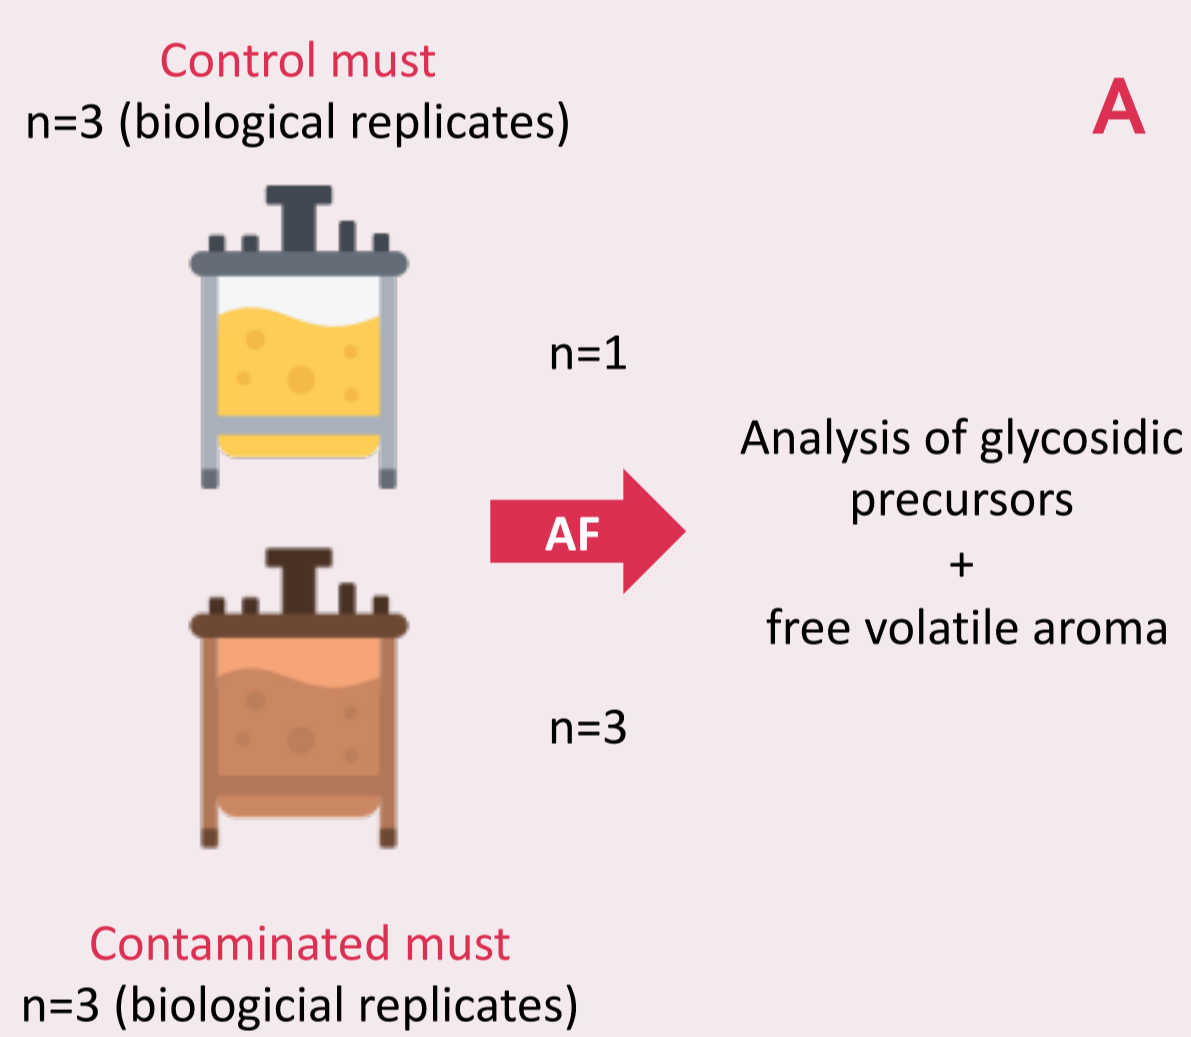 Control must
n=3 (biological replicates)
A
n=1
AF
Analysis of glycosidic
precursors
+
free volatile aroma
n=3
Contaminated must
n=3 (biologicial replicates)